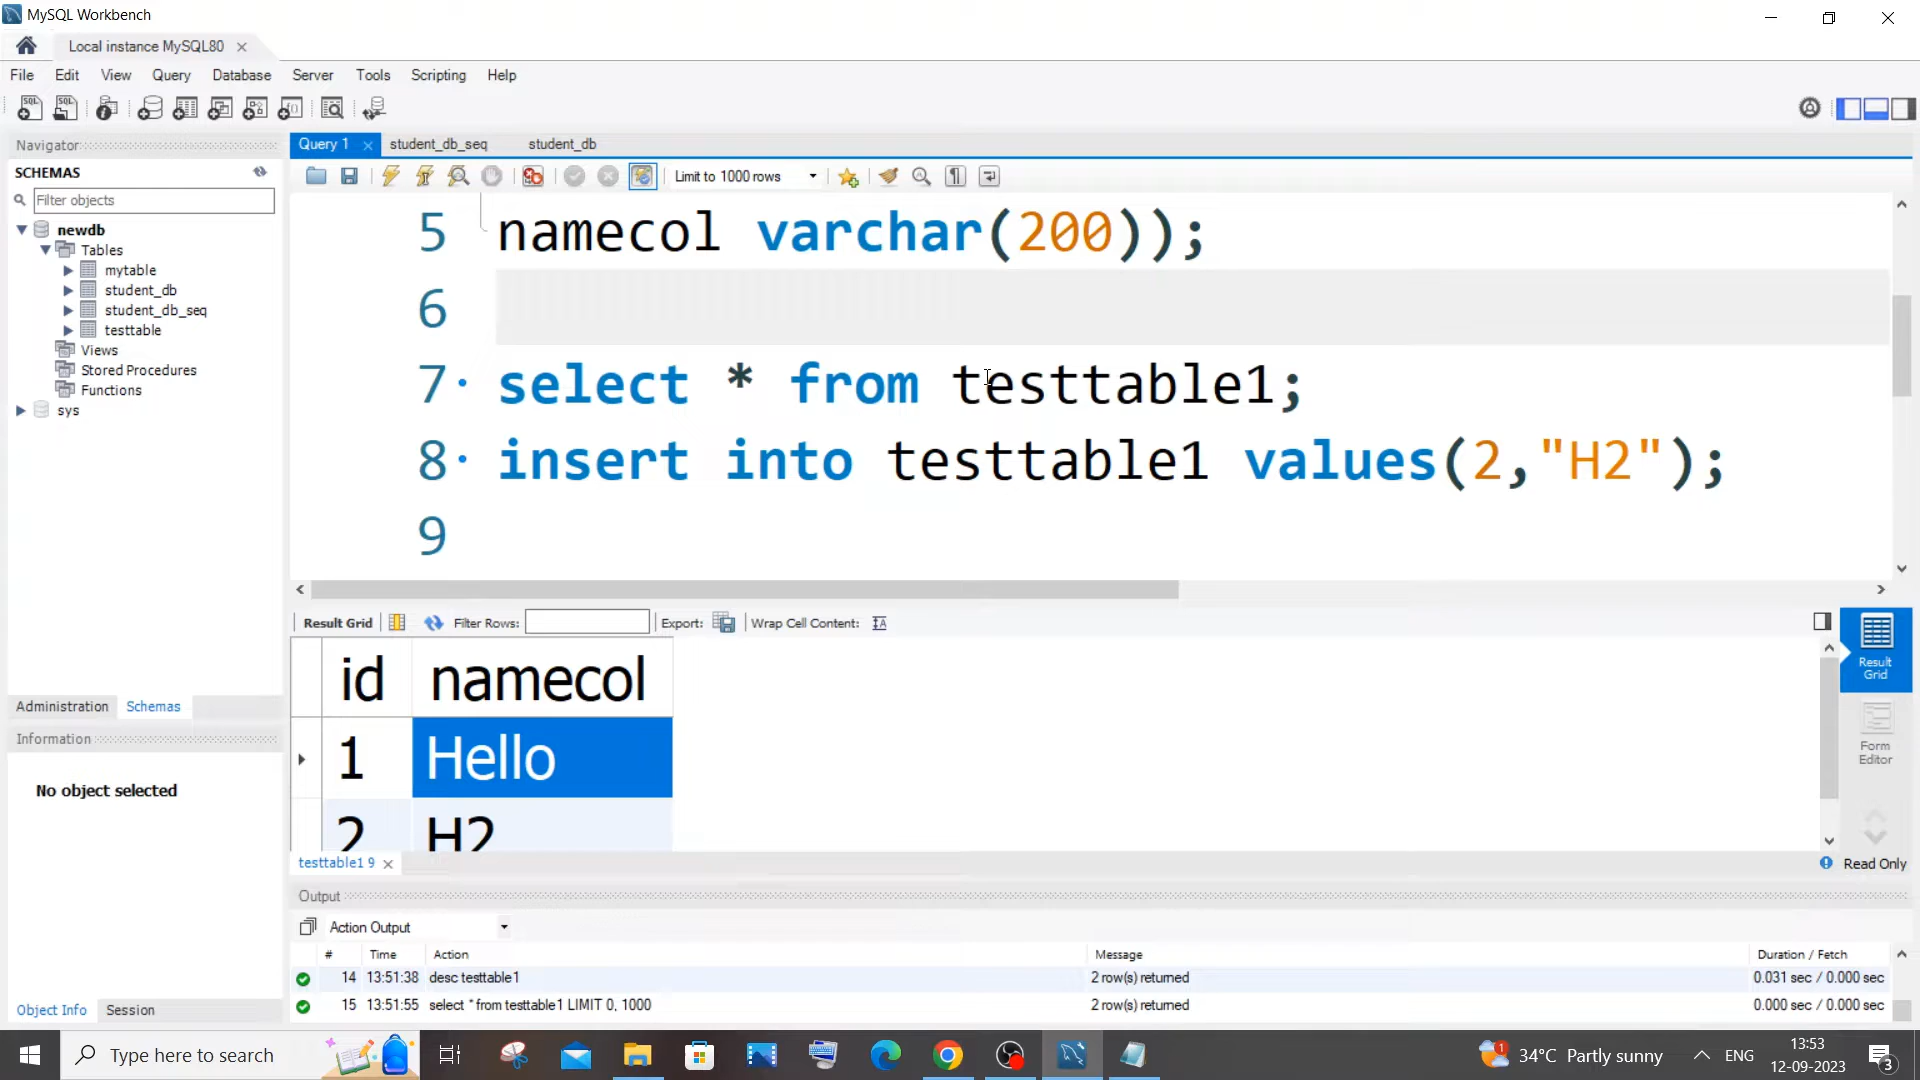 MySQL Workbench
Local instance MySQL80
File Edit View Query Database Server Tools Scripting Help
Navigator
SCHEMAS
Filter objects
newdb
Tables
mytable
student_db
student_db_seq
testtable
Views
Stored Procedures
Functions
sys
Administration Schemas
Information
No object selected
Object Info Session
Query 1 student_db_seq student_db
Limit to 1000 rows
5 namecol varchar(200));
6
7 select * from testtable1;
8 insert into testtable1 values(2,"H2");
9
Result Grid Filter Rows: Export: Wrap Cell Content:
id namecol
1 Hello
2 H2
Result Grid
Form Editor
testtable1 9
Read Only
Output
Action Output
# Time Action Message Duration / Fetch
14 13:51:38 desc testtable1 2 row(s) returned 0.031 sec / 0.000 sec
15 13:51:55 select * from testtable1 LIMIT 0, 1000 2 row(s) returned 0.000 sec / 0.000 sec
Type here to search
1 34°C Partly sunny
ENG
13:53
12-09-2023
3